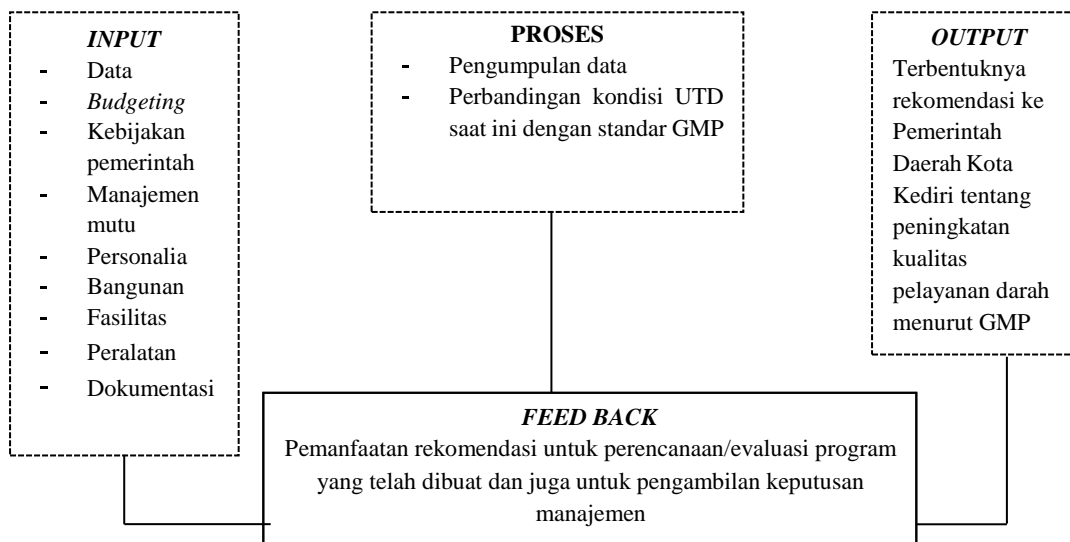 INPUT
- Data
- Budgeting
- Kebijakan
pemerintah
- Manajemen
mutu
- Personalia
- Bangunan
- Fasilitas
- Peralatan
- Dokumentasi
PROSES
- Pengumpulan data
- Perbandingan kondisi UTD
saat ini dengan standar GMP
OUTPUT
Terbentuknya
rekomendasi ke
Pemerintah
Daerah Kota
Kediri tentang
peningkatan
kualitas
pelayanan darah
menurut GMP
FEED BACK
Pemanfaatan rekomendasi untuk perencanaan/evaluasi program
yang telah dibuat dan juga untuk pengambilan keputusan
manajemen